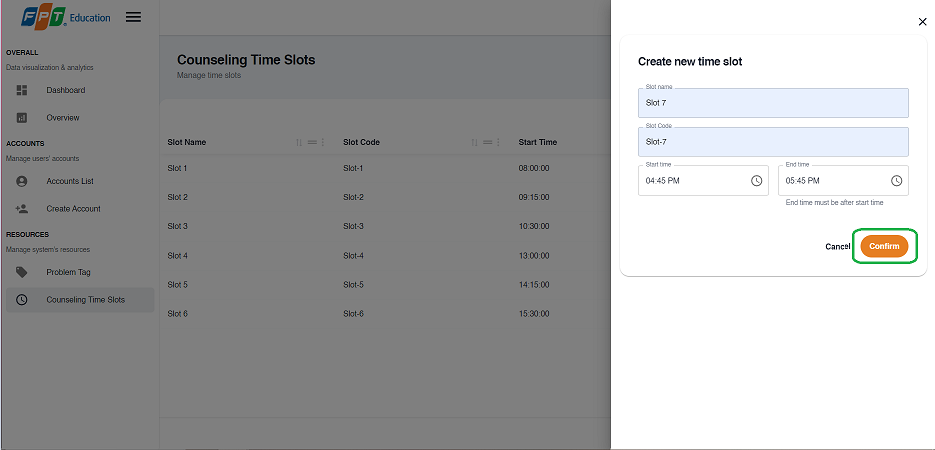 FPT Education
OVERALL
Data visualization & analytics
Dashboard
Overview
ACCOUNTS
Manage users' accounts
Accounts List
Create Account
RESOURCES
Manage system's resources
Problem Tag
Counseling Time Slots
Counseling Time Slots
Manage time slots
Slot Name Slot Code Start Time
Slot 1 Slot-1 08:00:00
Slot 2 Slot-2 09:15:00
Slot 3 Slot-3 10:30:00
Slot 4 Slot-4 13:00:00
Slot 5 Slot-5 14:15:00
Slot 6 Slot-6 15:30:00
Create new time slot
Slot name
Slot 7
Slot Code
Slot-7
Start time End time
04:45 PM 05:45 PM
End time must be after start time
Cancel Confirm